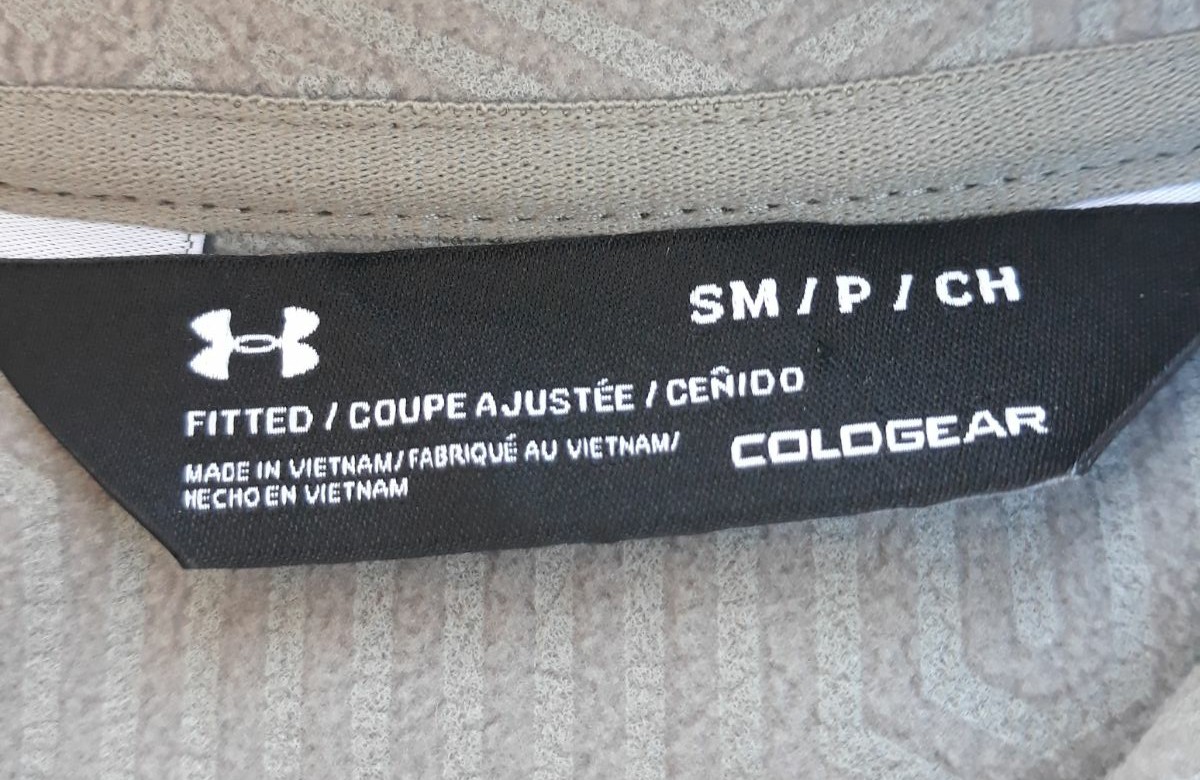 SM / P / CH
FITTED / COUPE AJUSTÉE / CEÑIDO
MADE IN VIETNAM/FABRIQUÉ AU VIETNAM/
HECHO EN VIETNAM
COLDGEAR